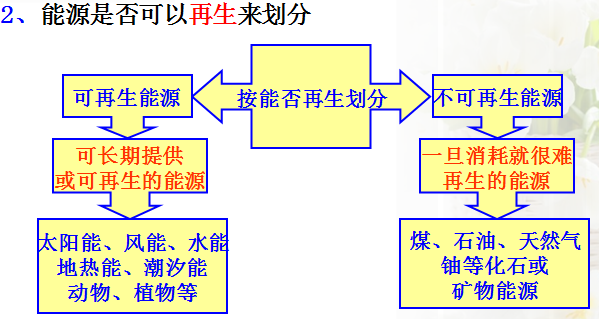 2、能源是否可以再生来划分
按能否再生划分
可再生能源
不可再生能源
可长期提供
或可再生的能源
一旦消耗就很难
再生的能源
太阳能、风能、水能
地热能、潮汐能
动物、植物等
煤、石油、天然气
铀等化石或
矿物能源